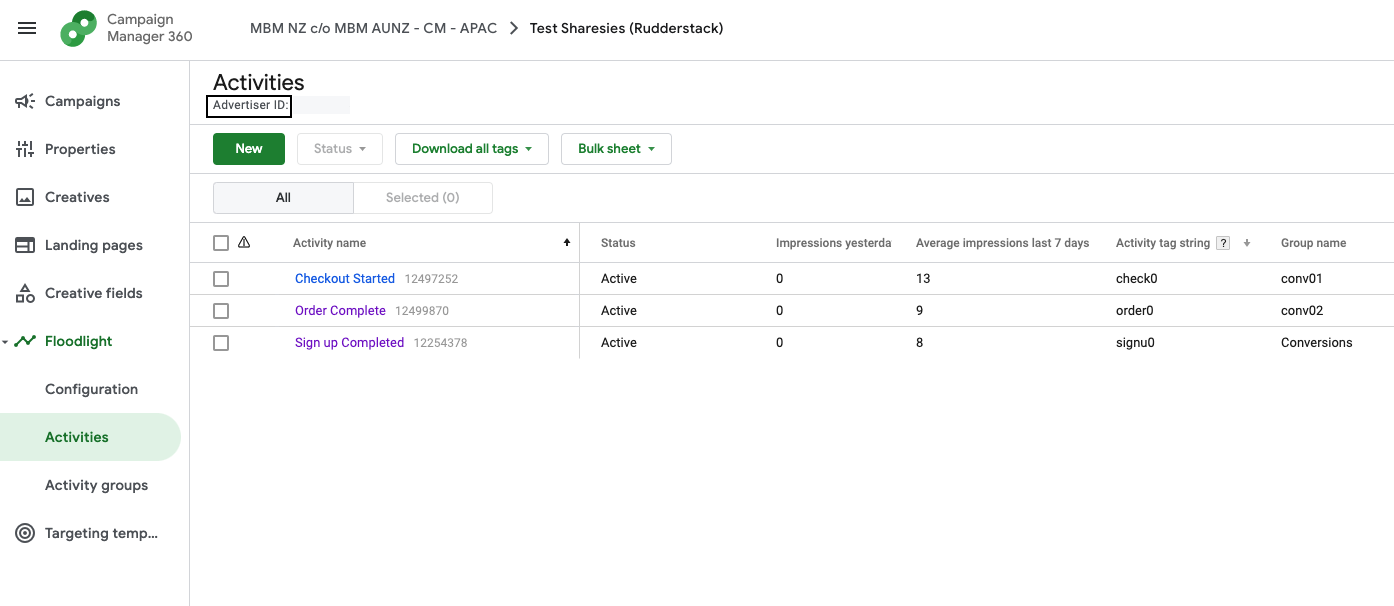 Campaign
Manager 360
MBM NZ c/o MBM AUNZ - CM - APAC > Test Sharesies (Rudderstack)
Campaigns
Properties
Creatives
Landing pages
Creative fields
Floodlight
Configuration
Activities
Activity groups
Targeting temp...
Activities
Advertiser ID:
New Status Download all tags Bulk sheet
All Selected (0)
Activity name Status Impressions yesterda Average impressions last 7 days Activity tag string ? Group name
Checkout Started 12497252 Active 0 13 check0 conv01
Order Complete 12499870 Active 0 9 order0 conv02
Sign up Completed 12254378 Active 0 8 signu0 Conversions